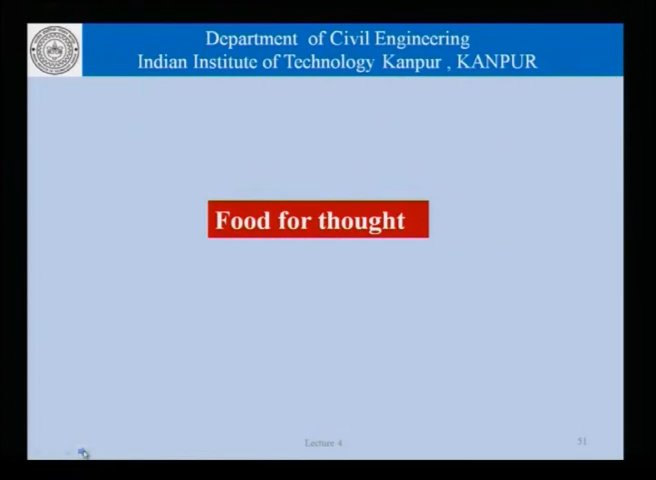 Department of Civil Engineering
Indian Institute of Technology Kanpur , KANPUR
Food for thought
Lecture 4
51